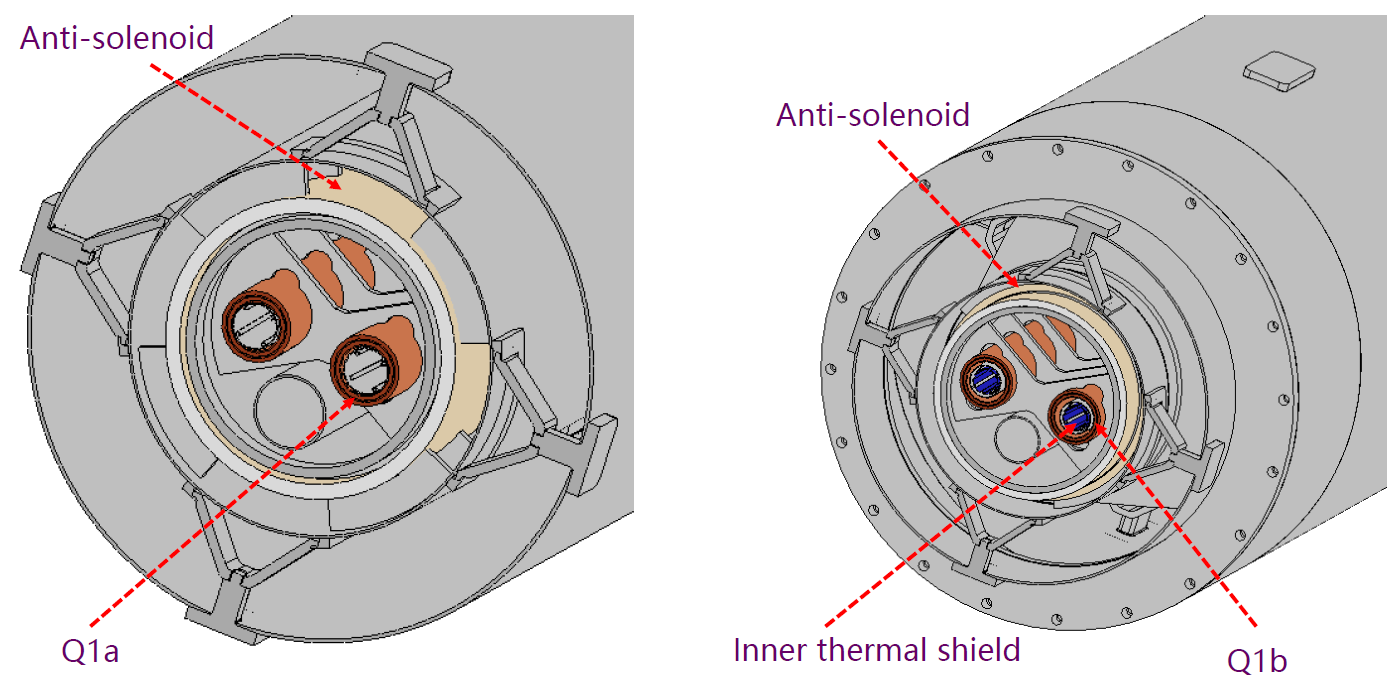 Anti-solenoid
Q1a
Anti-solenoid
Inner thermal shield
Q1b